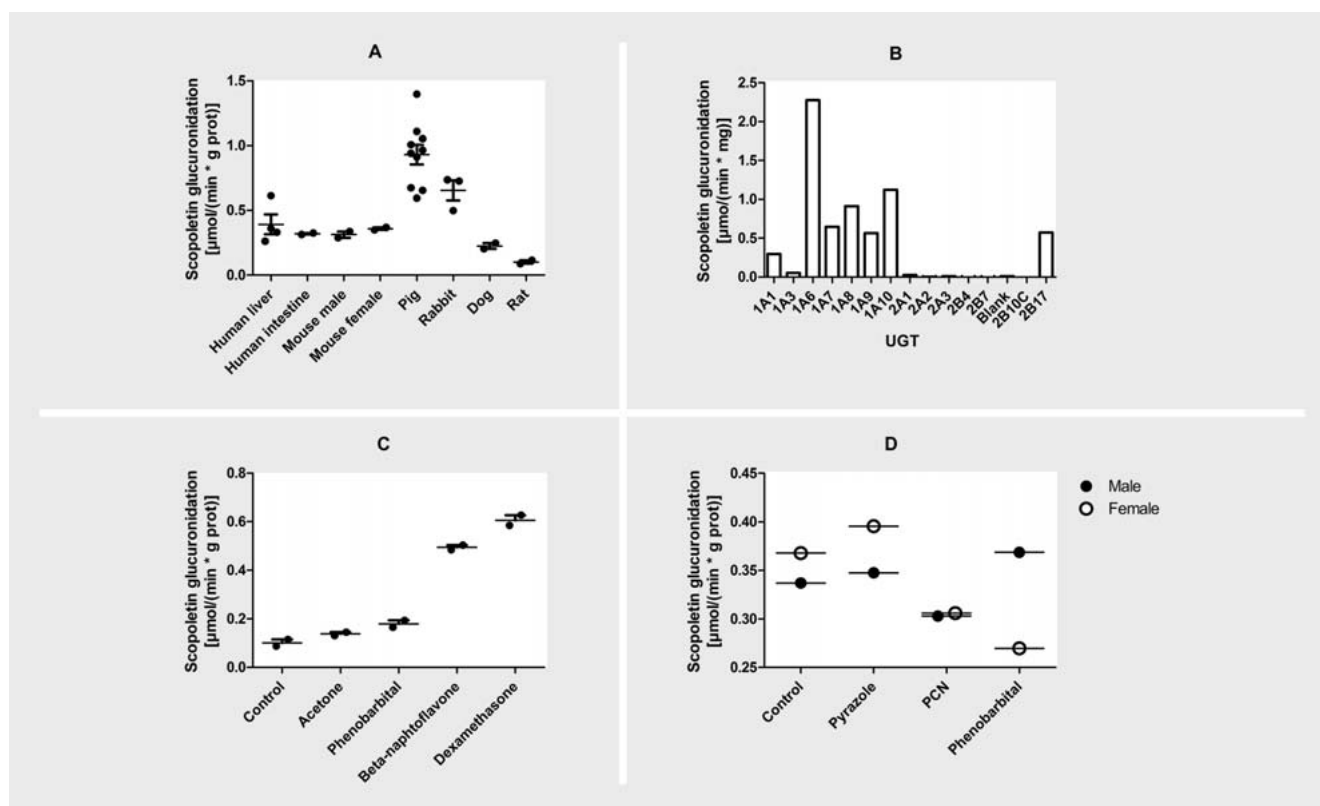 A
Scopoletin glucuronidation
[µmol/(min * g prot)]
1.5
1.0
0.5
0.0
Human liver
Human intestine
Mouse male
Mouse female
Pig
Rabbit
Dog
Rat
B
Scopoletin glucuronidation
[µmo/(min * mg)]
2.5
2.0
1.5
1.0
0.5
0.0
1A1
1A3
1A6
1A7
1A8
1A9
1A10
2A1
2A2
2A3
2B4
2B7
Blank
2B10C
2B17
UGT
C
Scopoletin glucuronidation
[µmol/(min * g prot)]
0.8
0.6
0.4
0.2
0.0
Control
Acetone
Phenobarbital
Beta-naphtoflavone
Dexamethasone
D
Scopoletin glucuronidation
[µmol/(min * g prot)]
0.45
0.40
0.35
0.30
0.25
Control
Pyrazole
PCN
Phenobarbital
Male
Female